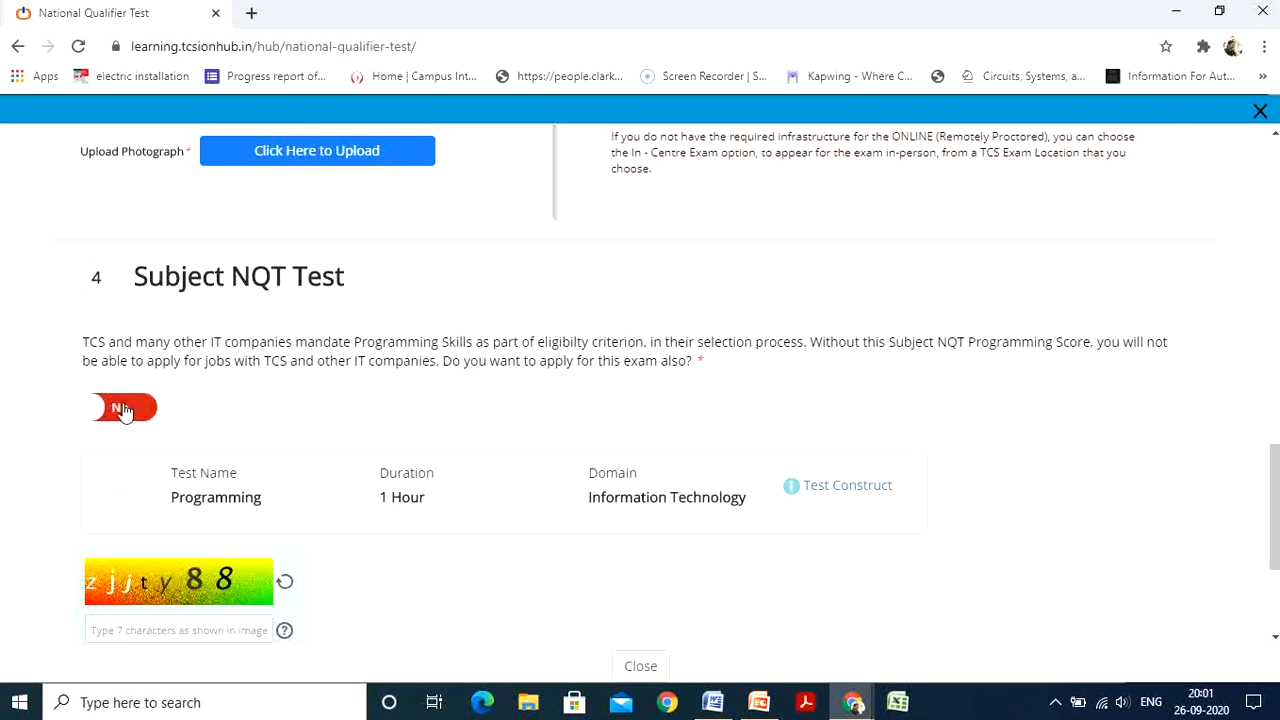 National Qualifier Test
learning.tcsionhub.in/hub/national-qualifier-test/
Apps electric installation Progress report of... Home | Campus Int... https://people.clark... Screen Recorder | S... Kapwing - Where C... Circuits, Systems, a... Information For Aut... »
Upload Photograph * Click Here to Upload
If you do not have the required infrastructure for the ONLINE (Remotely Proctored), you can choose
the In - Centre Exam option, to appear for the exam in-person, from a TCS Exam Location that you
choose.
4 Subject NQT Test
TCS and many other IT companies mandate Programming Skills as part of eligibilty criterion, in their selection process. Without this Subject NQT Programming Score, you will not
be able to apply for jobs with TCS and other IT companies. Do you want to apply for this exam also? *
Test Name Duration Domain
Test Construct
Programming 1 Hour Information Technology
z j j t y 8 8
Type 7 characters as shown in image
Close
Type here to search
ENG
20:01
26-09-2020